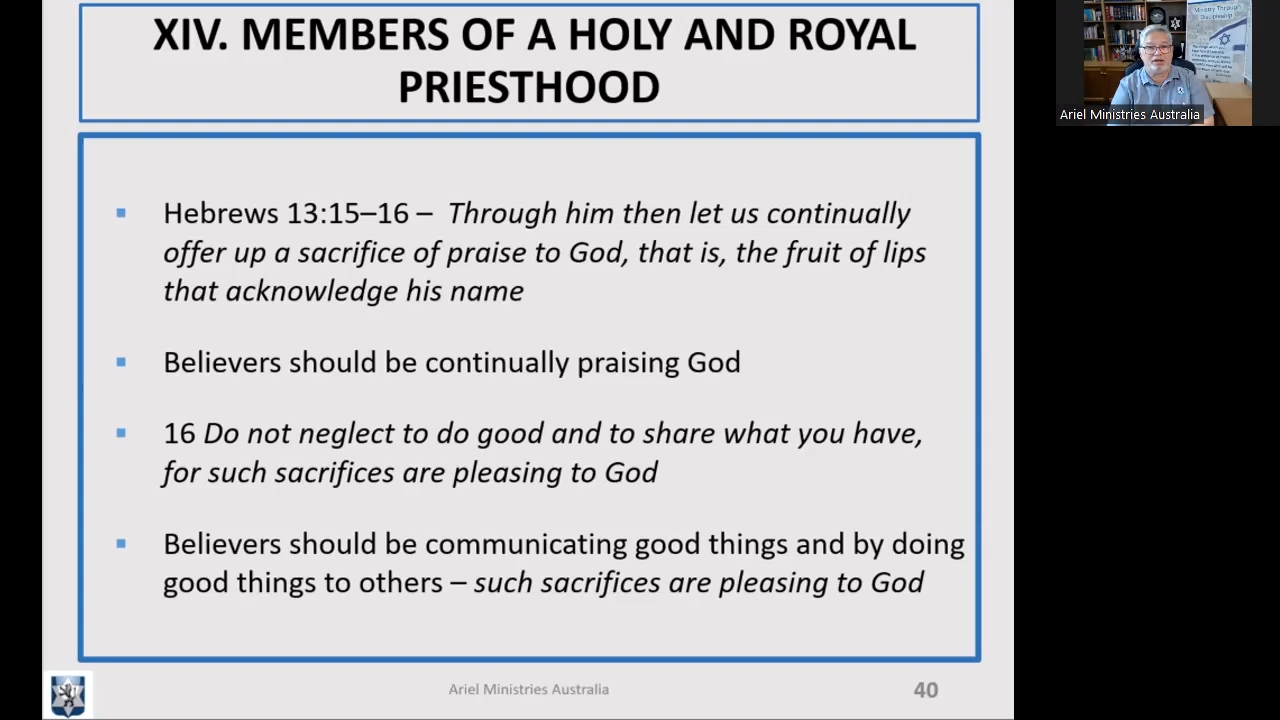 XIV. MEMBERS OF A HOLY AND ROYAL
PRIESTHOOD
Hebrews 13:15–16 – Through him then let us continually
offer up a sacrifice of praise to God, that is, the fruit of lips
that acknowledge his name
Believers should be continually praising God
16 Do not neglect to do good and to share what you have,
for such sacrifices are pleasing to God
Believers should be communicating good things and by doing
good things to others – such sacrifices are pleasing to God
Ariel Ministries Australia
40
Ministry Through
Discipleship
Ariel Ministries Australia